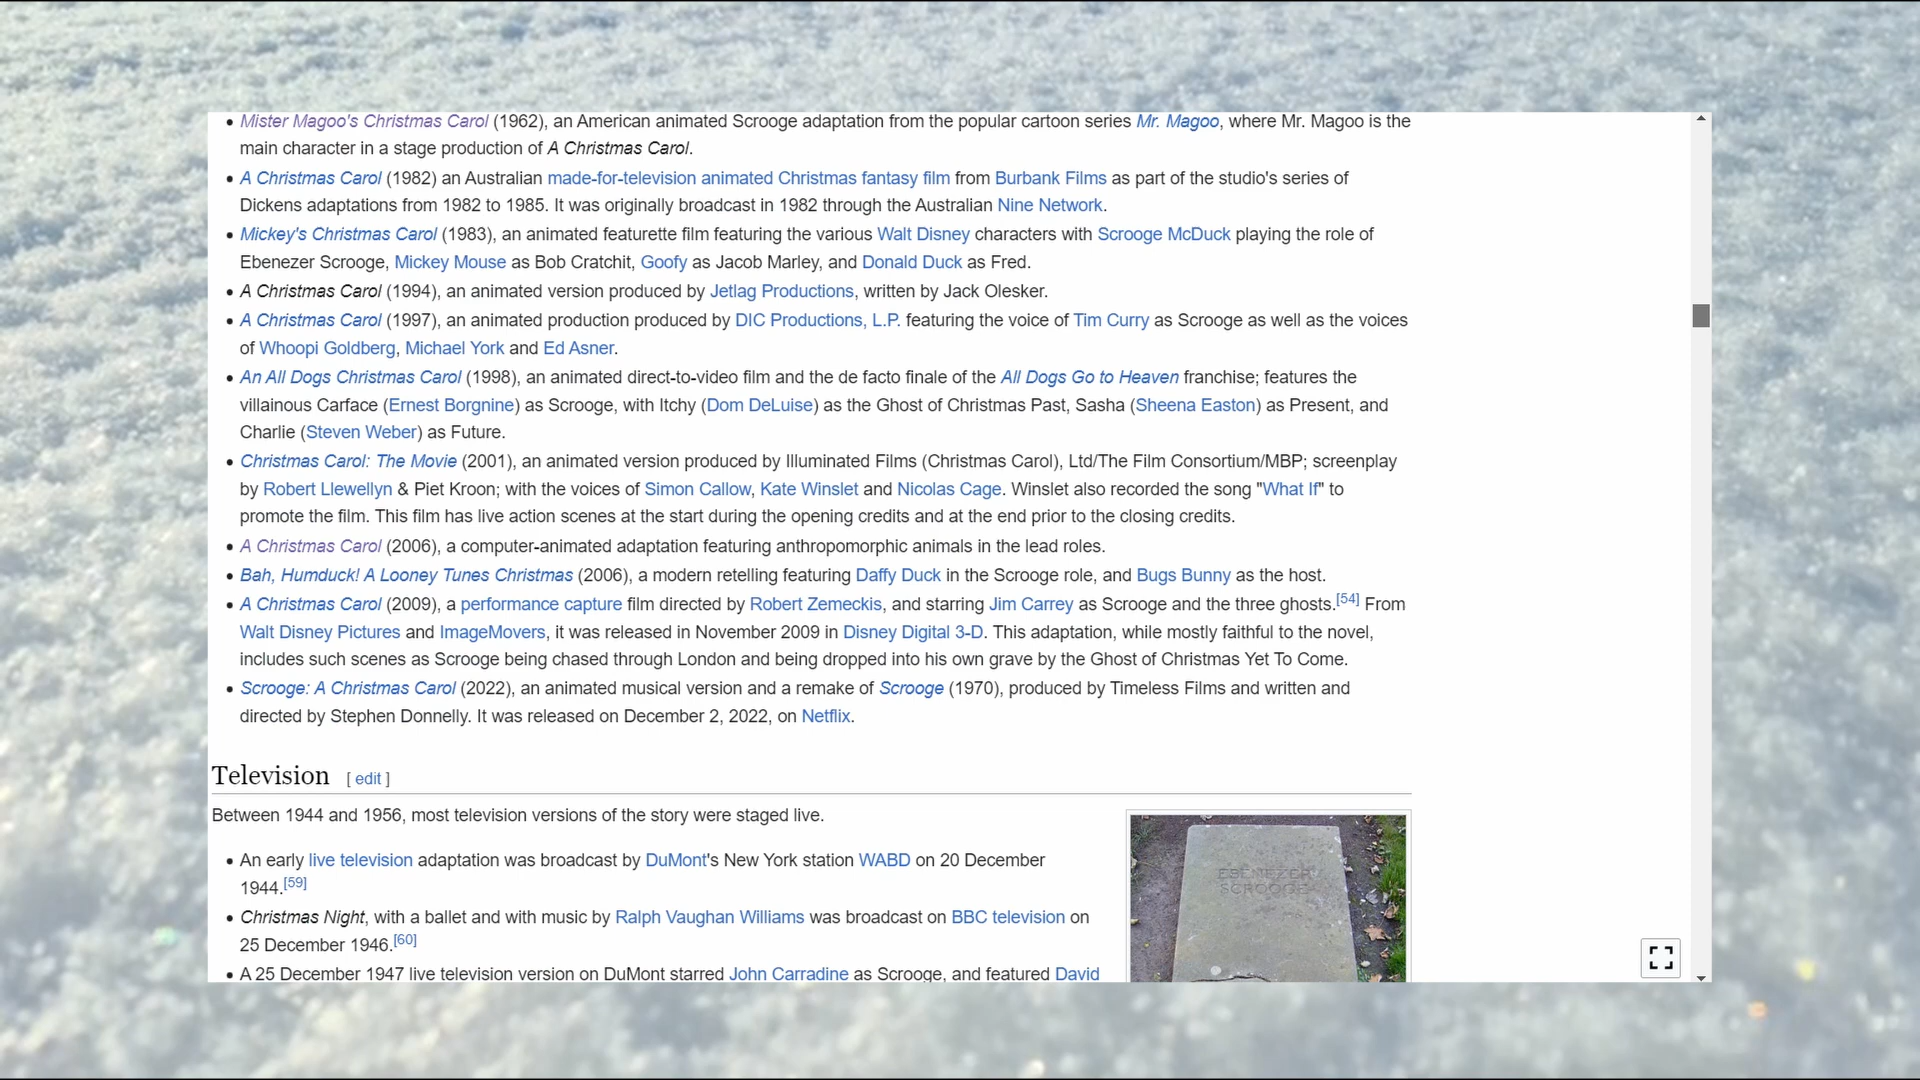 • Mister Magoo's Christmas Carol (1962), an American animated Scrooge adaptation from the popular cartoon series Mr. Magoo, where Mr. Magoo is the
main character in a stage production of A Christmas Carol.
• A Christmas Carol (1982) an Australian made-for-television animated Christmas fantasy film from Burbank Films as part of the studio's series of
Dickens adaptations from 1982 to 1985. It was originally broadcast in 1982 through the Australian Nine Network.
• Mickey's Christmas Carol (1983), an animated featurette film featuring the various Walt Disney characters with Scrooge McDuck playing the role of
Ebenezer Scrooge, Mickey Mouse as Bob Cratchit, Goofy as Jacob Marley, and Donald Duck as Fred.
• A Christmas Carol (1994), an animated version produced by Jetlag Productions, written by Jack Olesker.
• A Christmas Carol (1997), an animated production produced by DIC Productions, L.P. featuring the voice of Tim Curry as Scrooge as well as the voices
of Whoopi Goldberg, Michael York and Ed Asner.
• An All Dogs Christmas Carol (1998), an animated direct-to-video film and the de facto finale of the All Dogs Go to Heaven franchise; features the
villainous Carface (Ernest Borgnine) as Scrooge, with Itchy (Dom DeLuise) as the Ghost of Christmas Past, Sasha (Sheena Easton) as Present, and
Charlie (Steven Weber) as Future.
• Christmas Carol: The Movie (2001), an animated version produced by Illuminated Films (Christmas Carol), Ltd/The Film Consortium/MBP; screenplay
by Robert Llewellyn & Piet Kroon; with the voices of Simon Callow, Kate Winslet and Nicolas Cage. Winslet also recorded the song "What If" to
promote the film. This film has live action scenes at the start during the opening credits and at the end prior to the closing credits.
• A Christmas Carol (2006), a computer-animated adaptation featuring anthropomorphic animals in the lead roles.
• Bah, Humduck! A Looney Tunes Christmas (2006), a modern retelling featuring Daffy Duck in the Scrooge role, and Bugs Bunny as the host.
• A Christmas Carol (2009), a performance capture film directed by Robert Zemeckis, and starring Jim Carrey as Scrooge and the three ghosts.[54] From
Walt Disney Pictures and ImageMovers, it was released in November 2009 in Disney Digital 3-D. This adaptation, while mostly faithful to the novel,
includes such scenes as Scrooge being chased through London and being dropped into his own grave by the Ghost of Christmas Yet To Come.
• Scrooge: A Christmas Carol (2022), an animated musical version and a remake of Scrooge (1970), produced by Timeless Films and written and
directed by Stephen Donnelly. It was released on December 2, 2022, on Netflix.
Television [ edit ]
Between 1944 and 1956, most television versions of the story were staged live.
• An early live television adaptation was broadcast by DuMont's New York station WABD on 20 December
1944.[59]
• Christmas Night, with a ballet and with music by Ralph Vaughan Williams was broadcast on BBC television on
25 December 1946.[60]
• A 25 December 1947 live television version on DuMont starred John Carradine as Scrooge, and featured David
EBENEZER
SCROOGE